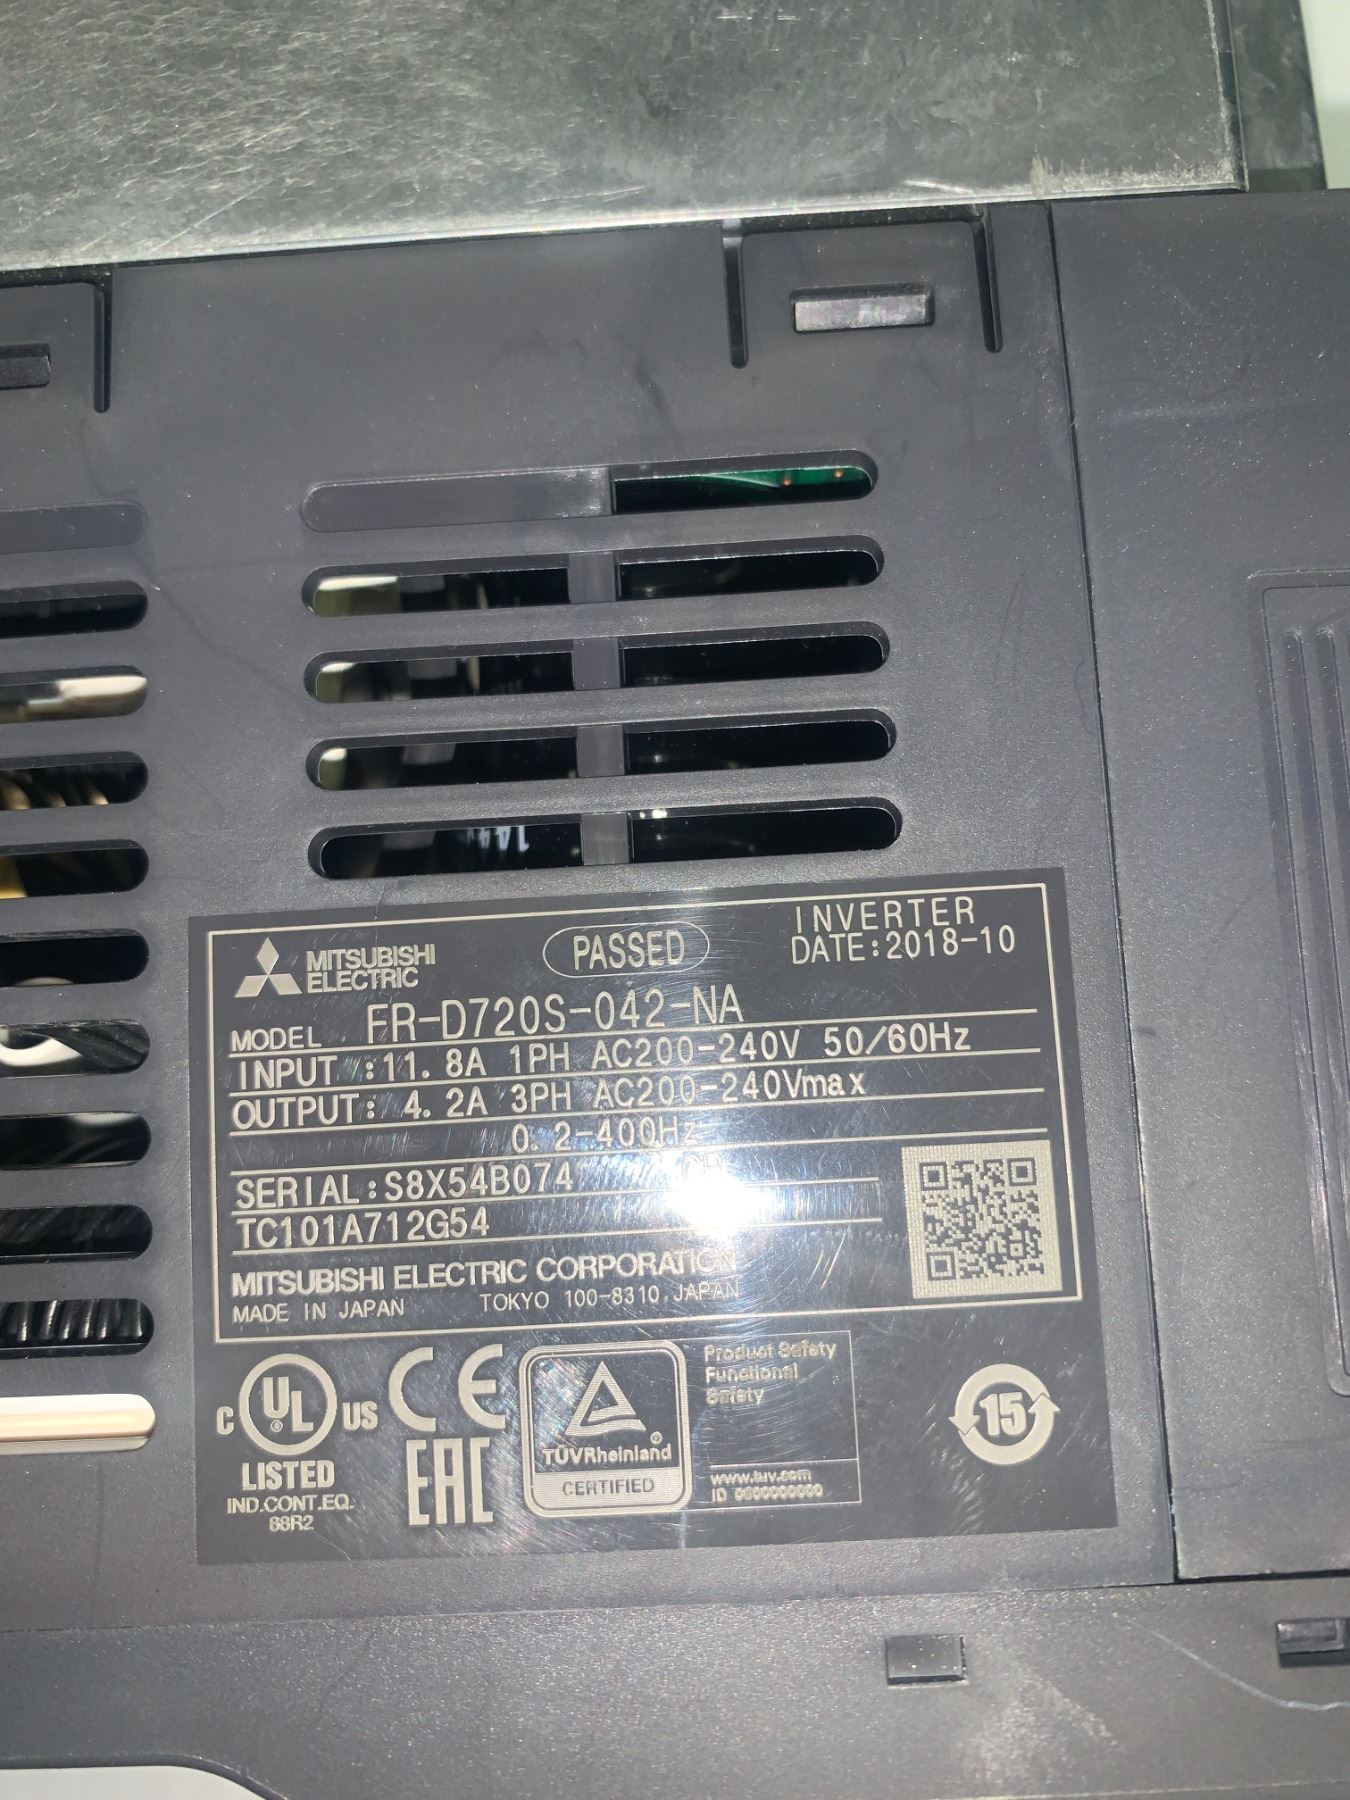 MITSUBISHI
ELECTRIC
PASSED
INVERTER
DATE:2018-10
MODEL FR-D720S-042-NA
INPUT :11.8A 1PH AC200-240V 50/60Hz
OUTPUT: 4.2A 3PH AC200-240Vmax
0.2-400Hz
SERIAL:S8X54B074
TC101A712G54
MITSUBISHI ELECTRIC CORPORATION
MADE IN JAPAN TOKYO 100-8310, JAPAN
C UL US
LISTED
IND.CONT.EQ.
88R2
CE
EAC
TÜVRheinland
CERTIFIED
Product Safety
Functional
Safety
www.tuv.com
ID 0600000000
15